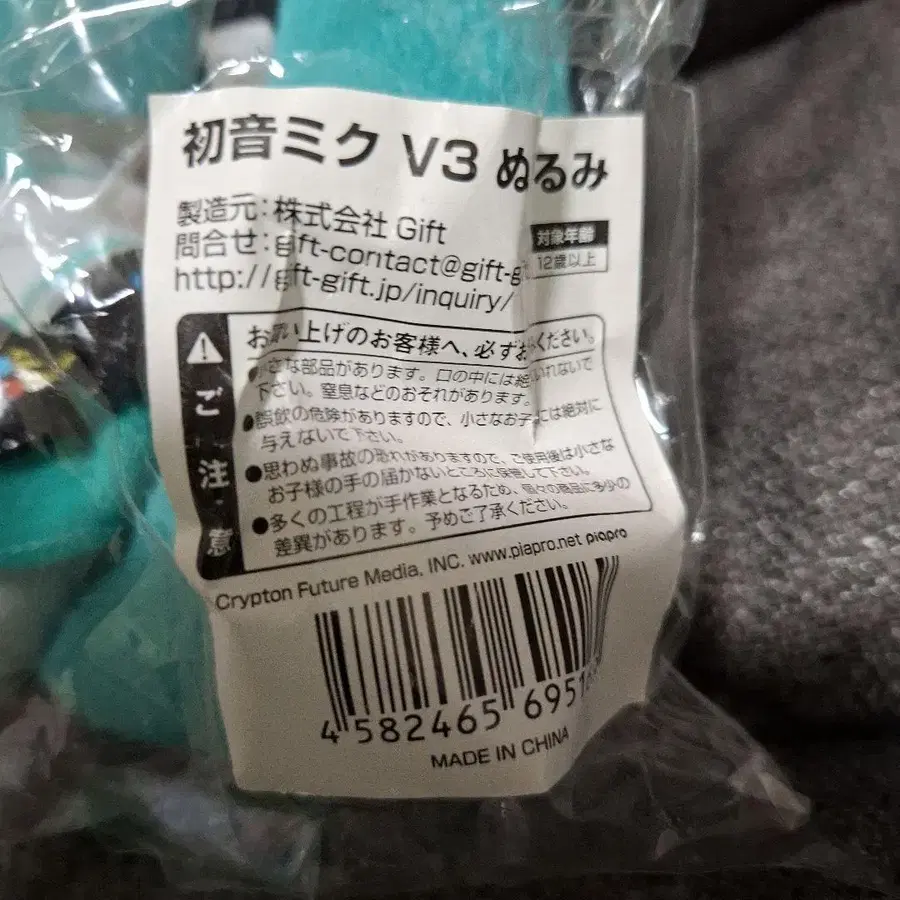 初音ミク V3 ぬるみ
製造元:株式会社 Gift
問合せ:gift-contact@gift-g
http://gift-gift.jp/inquiry/
対象年齢
12歳以上
ご注意
お買い上げのお客様へ、必ずお ください。
●小さな部品があります。口の中には絶 いれないで
下さい。窒息などのおそれがあります。
●誤飲の危険がありますので、小さなお子 には絶対に
与えないで下さい。
●思わぬ事故の恐れがありますので、ご使用後は小さな
お子様の手の届かないところに保管して下さい。
●多くの工程が手作業となるため、個々の商品に多少の
差異があります。予めご了承ください。
Crypton Future Media, INC. www.piapro.net piapro
4 582465 695
MADE IN CHINA